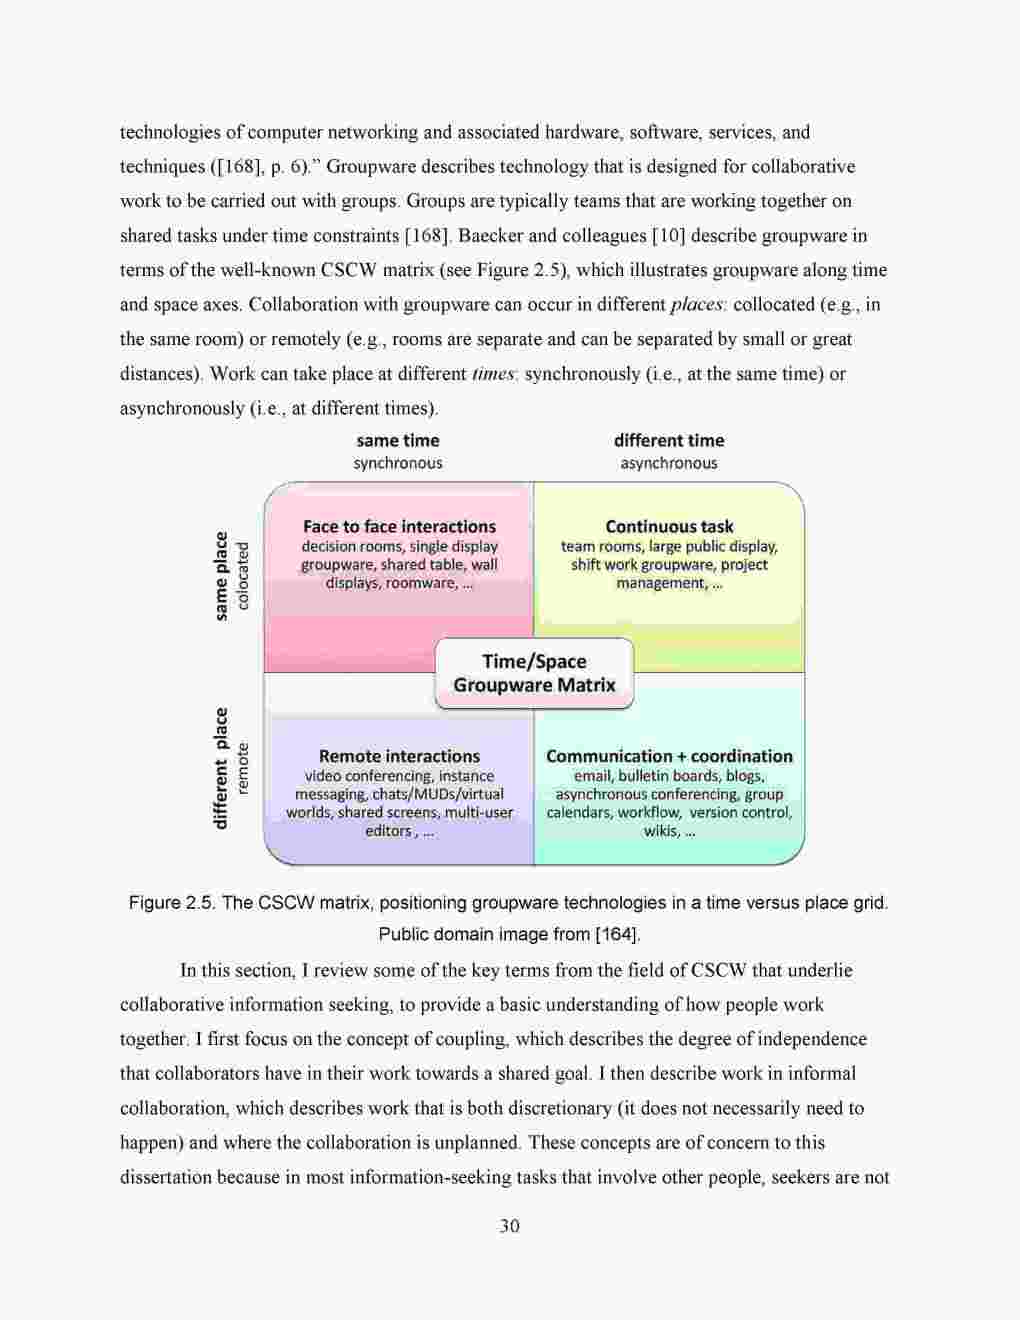 technologies of computer networking and associated hardware, software, services, and
techniques ([168], p. 6).” Groupware describes technology that is designed for collaborative
work to be carried out with groups. Groups are typically teams that are working together on
shared tasks under time constraints [168]. Baecker and colleagues [10] describe groupware in
terms of the well-known CSCW matrix (see Figure 2.5), which illustrates groupware along time
and space axes. Collaboration with groupware can occur in different places: collocated (e.g., in
the same room) or remotely (e.g., rooms are separate and can be separated by small or great
distances). Work can take place at different times: synchronously (i.e., at the same time) or
asynchronously (i.e., at different times).
same time
synchronous
different time
asynchronous
same place
colocated
Face to face interactions
decision rooms, single display
groupware, shared table, wall
displays, roomware, ...
Continuous task
team rooms, large public display,
shift work groupware, project
management, ...
Time/Space
Groupware Matrix
different place
remote
Remote interactions
video conferencing, instance
messaging, chats/MUDs/virtual
worlds, shared screens, multi-user
editors , ...
Communication + coordination
email, bulletin boards, blogs,
asynchronous conferencing, group
calendars, workflow, version control,
wikis, ...
Figure 2.5. The CSCW matrix, positioning groupware technologies in a time versus place grid.
Public domain image from [164].
In this section, I review some of the key terms from the field of CSCW that underlie
collaborative information seeking, to provide a basic understanding of how people work
together. I first focus on the concept of coupling, which describes the degree of independence
that collaborators have in their work towards a shared goal. I then describe work in informal
collaboration, which describes work that is both discretionary (it does not necessarily need to
happen) and where the collaboration is unplanned. These concepts are of concern to this
dissertation because in most information-seeking tasks that involve other people, seekers are not
30